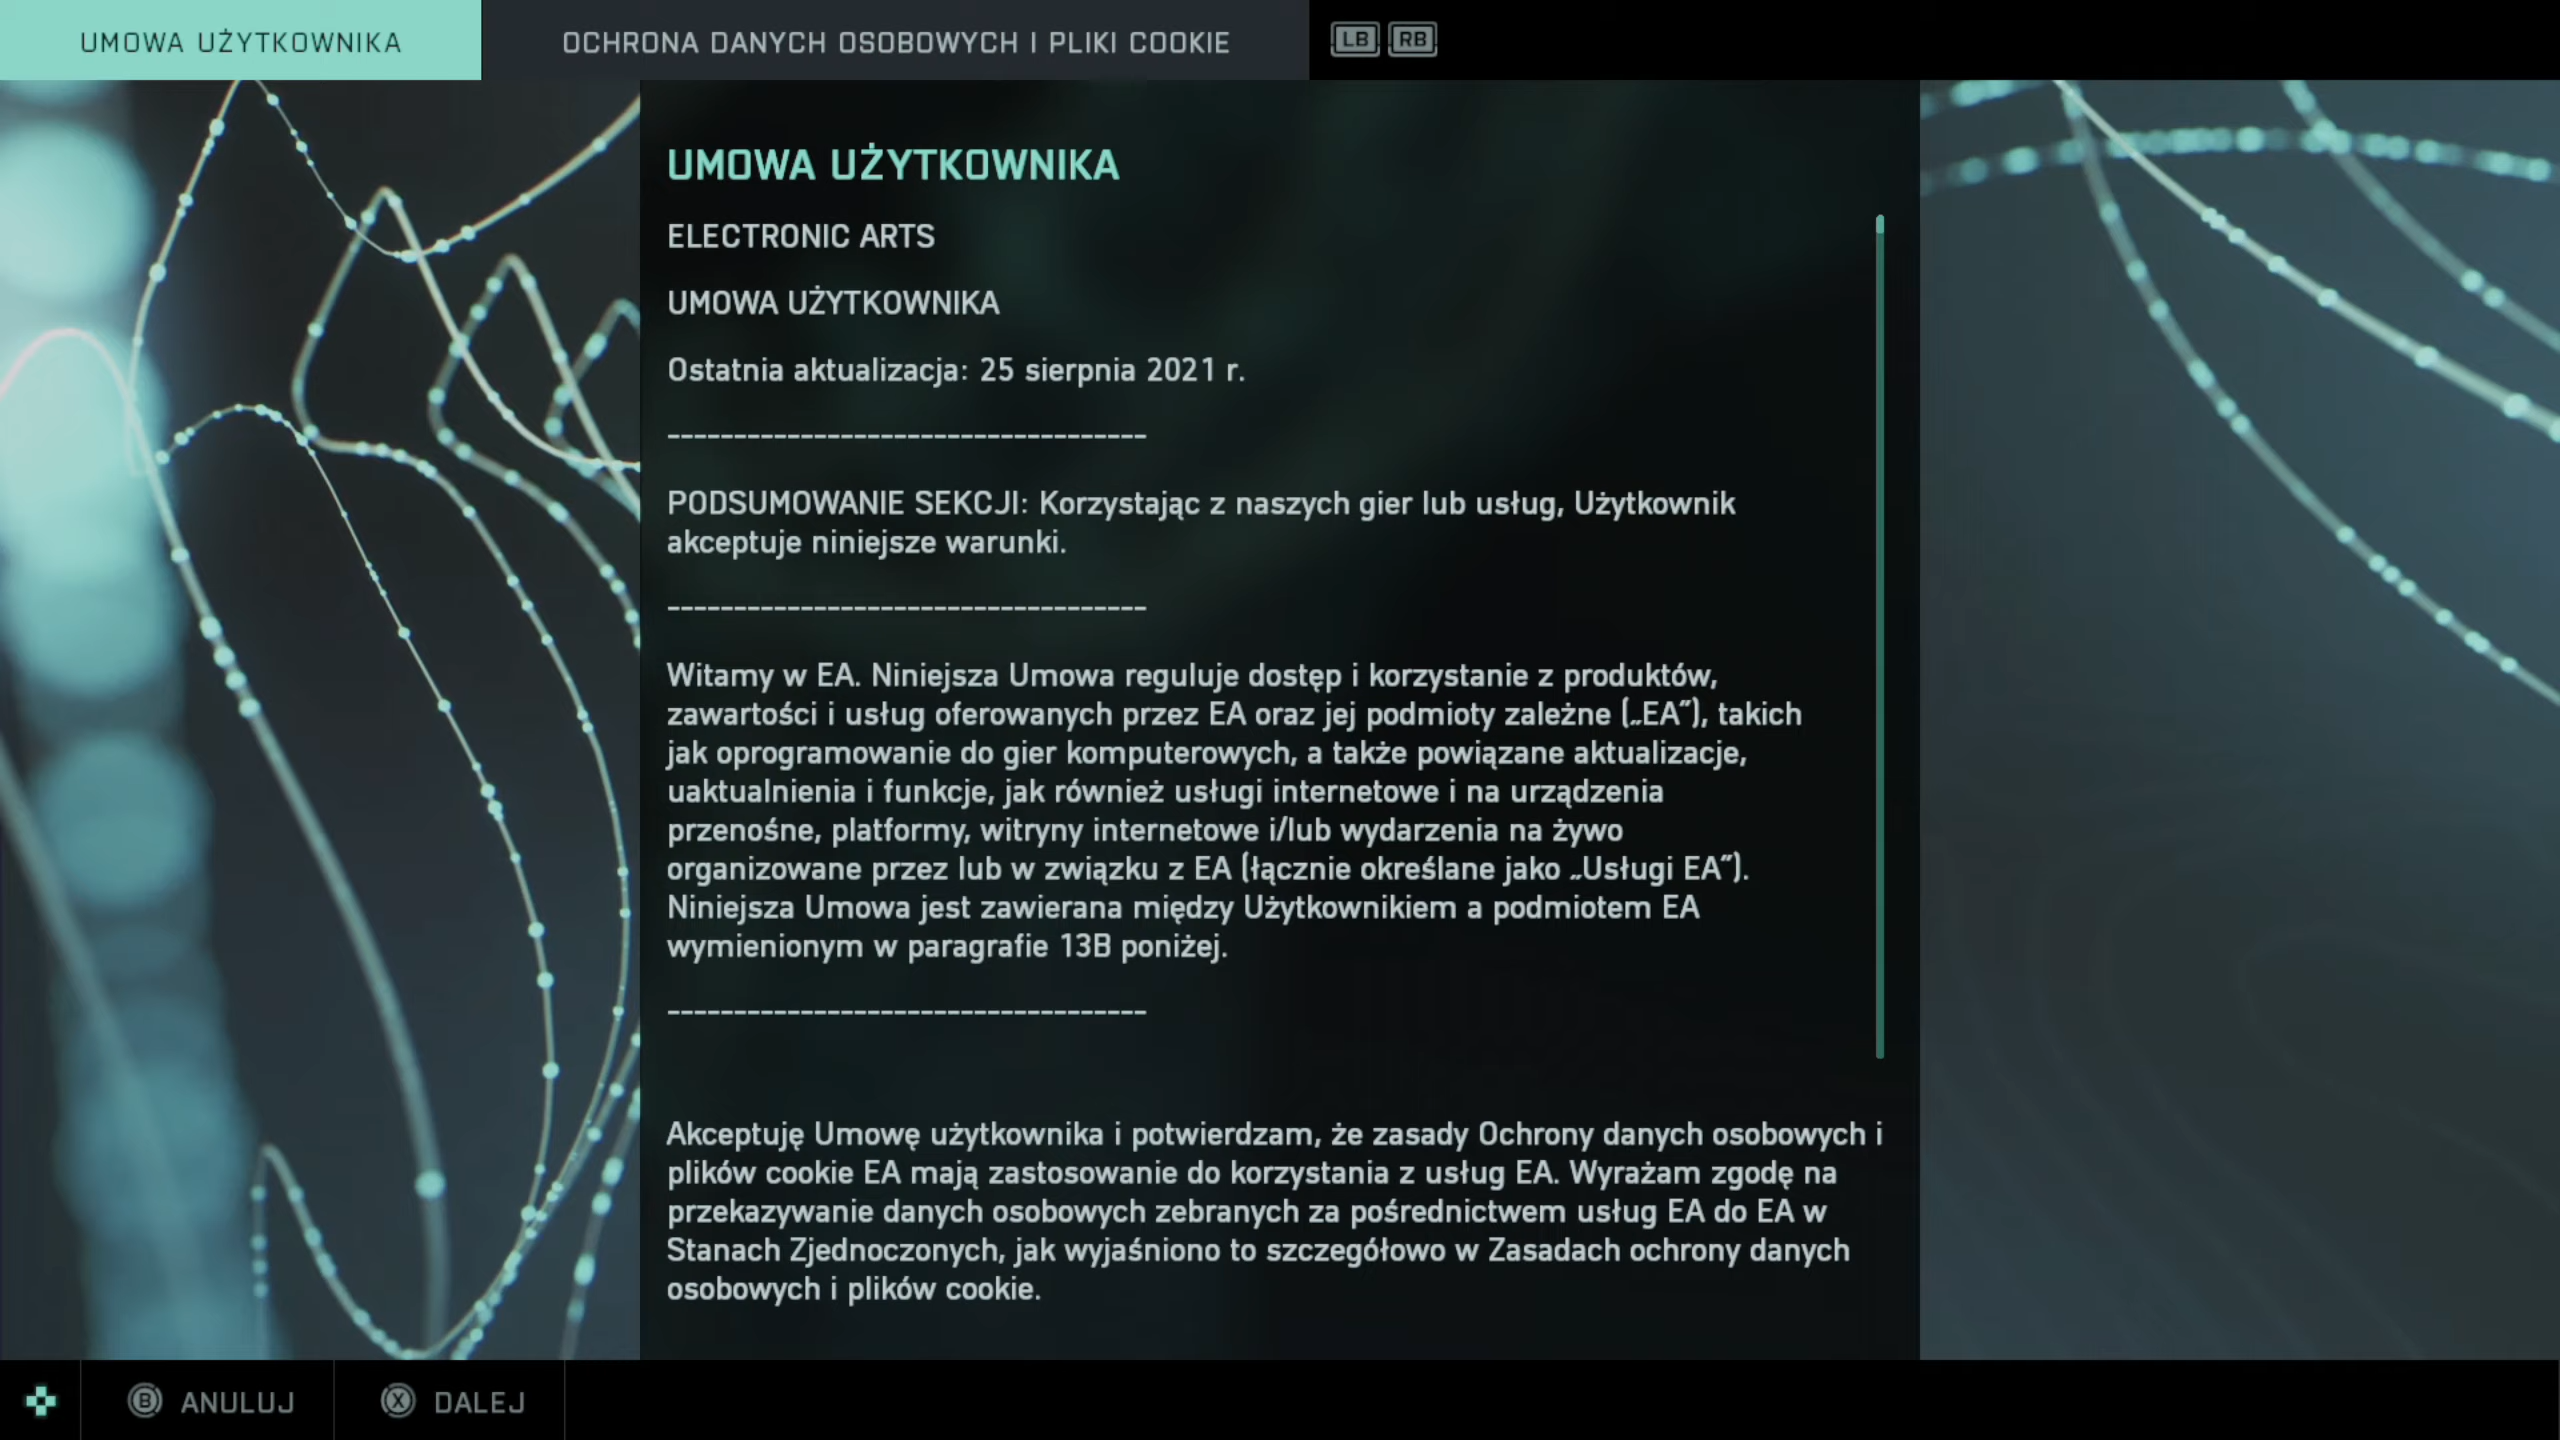 UMOWA UŻYTKOWNIKA
OCHRONA DANYCH OSOBOWYCH I PLIKI COOKIE
LB RB
UMOWA UŻYTKOWNIKA
ELECTRONIC ARTS
UMOWA UŻYTKOWNIKA
Ostatnia aktualizacja: 25 sierpnia 2021 r.
------------------------------------
PODSUMOWANIE SEKCJI: Korzystając z naszych gier lub usług, Użytkownik
akceptuje niniejsze warunki.
------------------------------------
Witamy w EA. Niniejsza Umowa reguluje dostęp i korzystanie z produktów,
zawartości i usług oferowanych przez EA oraz jej podmioty zależne („EA”), takich
jak oprogramowanie do gier komputerowych, a także powiązane aktualizacje,
uaktualnienia i funkcje, jak również usługi internetowe i na urządzenia
przenośne, platformy, witryny internetowe i/lub wydarzenia na żywo
organizowane przez lub w związku z EA (łącznie określane jako „Usługi EA”).
Niniejsza Umowa jest zawierana między Użytkownikiem a podmiotem EA
wymienionym w paragrafie 13B poniżej.
------------------------------------
Akceptuję Umowę użytkownika i potwierdzam, że zasady Ochrony danych osobowych i
plików cookie EA mają zastosowanie do korzystania z usług EA. Wyrażam zgodę na
przekazywanie danych osobowych zebranych za pośrednictwem usług EA do EA w
Stanach Zjednoczonych, jak wyjaśniono to szczegółowo w Zasadach ochrony danych
osobowych i plików cookie.
B ANULUJ
X DALEJ